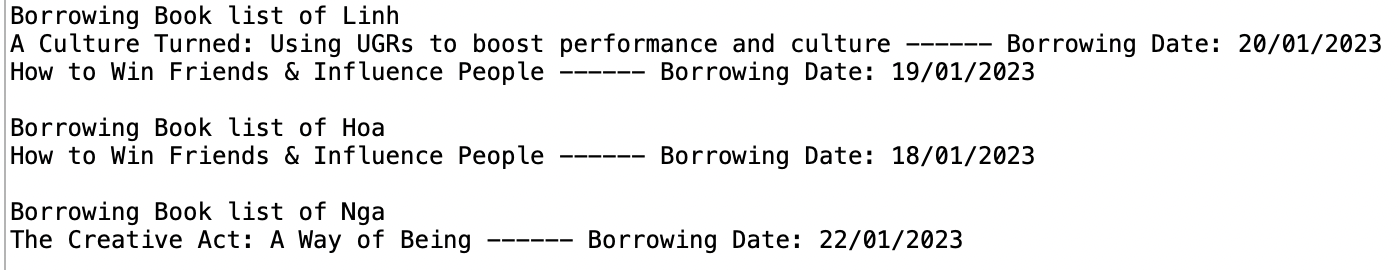 Borrowing Book list of Linh
A Culture Turned: Using UGRs to boost performance and culture ------ Borrowing Date: 20/01/2023
How to Win Friends & Influence People ------ Borrowing Date: 19/01/2023

Borrowing Book list of Hoa
How to Win Friends & Influence People ------ Borrowing Date: 18/01/2023

Borrowing Book list of Nga
The Creative Act: A Way of Being ------ Borrowing Date: 22/01/2023